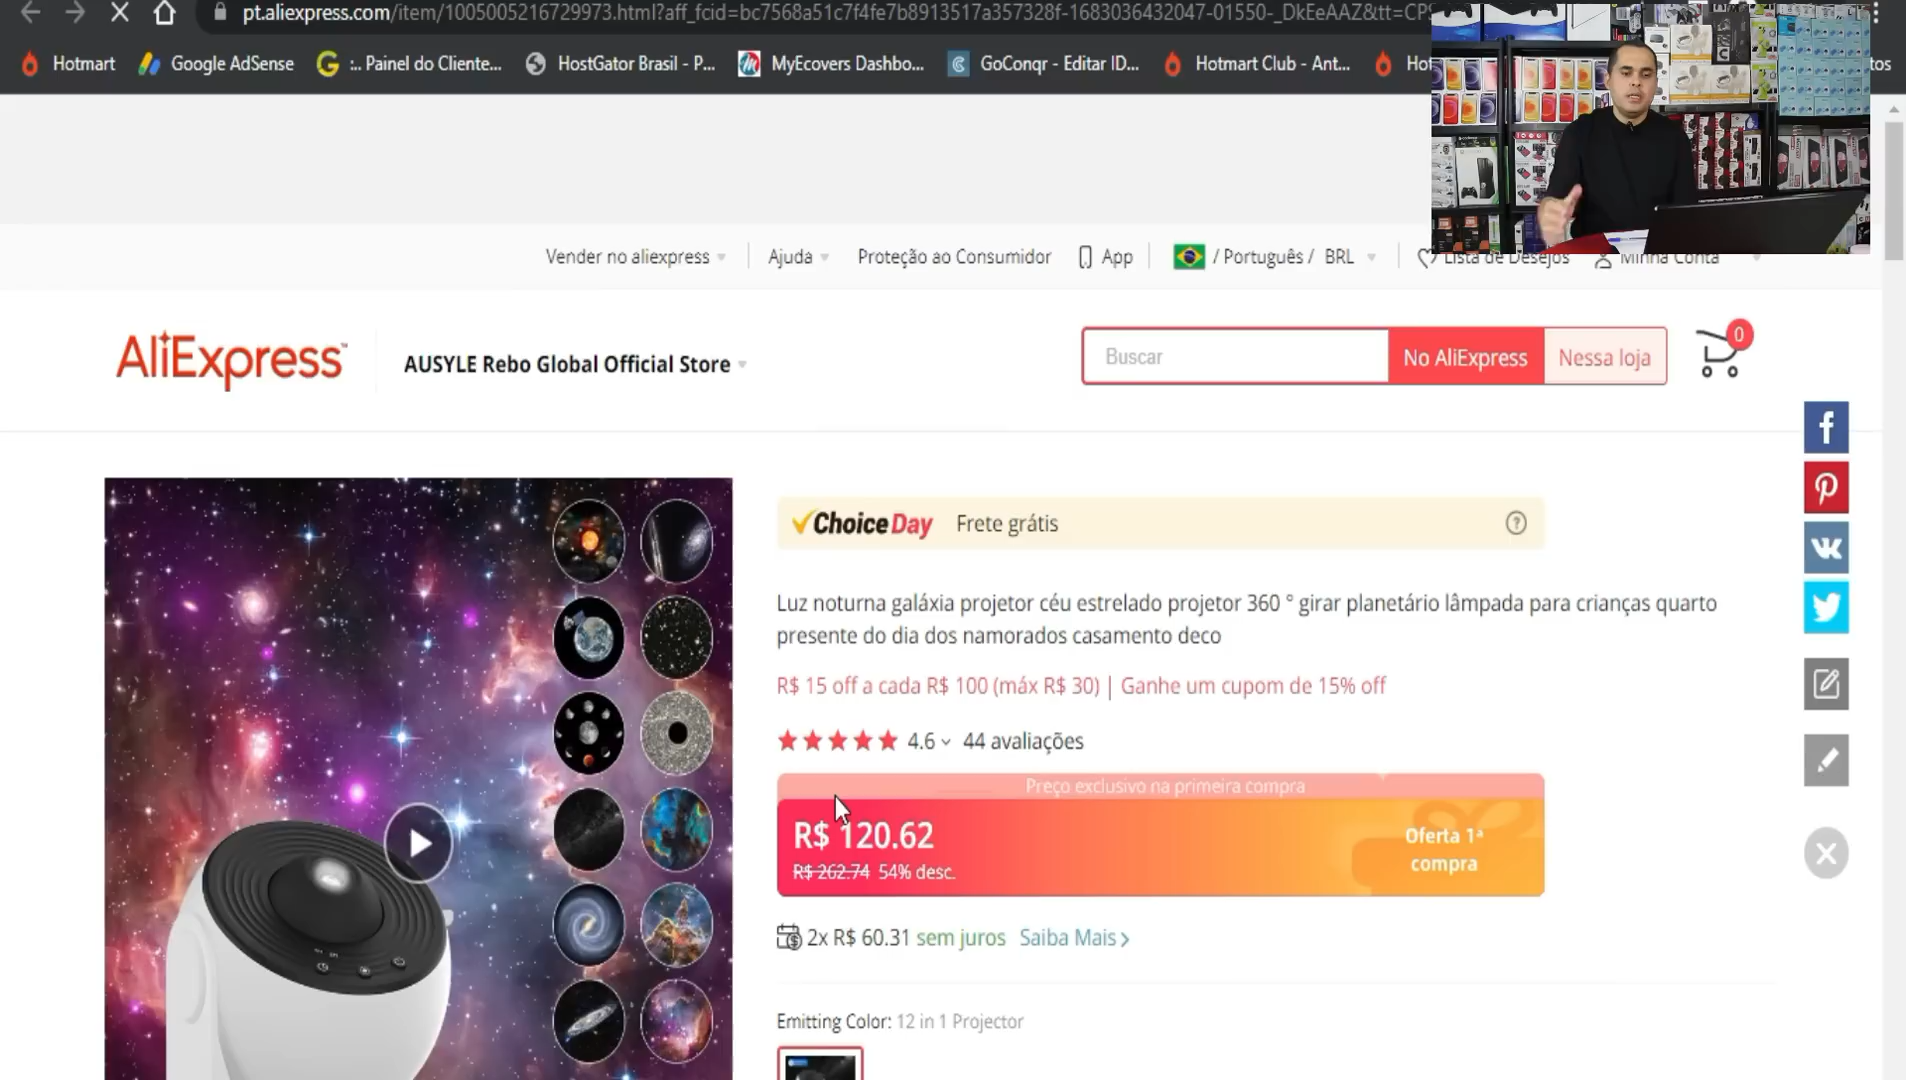 pt.aliexpress.com/item/1005005216729973.html?aff_fcid=bc7568a51c7f4fe7b8913517a357328f-1683036432047-01550-_DkEeAAZ&tt=CPS
Hotmart
Google AdSense
:.. Painel do Cliente...
HostGator Brasil - P...
MyEcovers Dashbo...
GoConqr - Editar ID...
Hotmart Club - Ant...
Vender no aliexpress
Ajuda
Proteção ao Consumidor
App
/ Português / BRL
Lista de Desejos
Minha Conta
AliExpress
AUSYLE Rebo Global Official Store
Buscar
No AliExpress
Nessa loja
0
Choice Day Frete grátis
Luz noturna galáxia projetor céu estrelado projetor 360 ° girar planetário lâmpada para crianças quarto
presente do dia dos namorados casamento deco
R$ 15 off a cada R$ 100 (máx R$ 30) | Ganhe um cupom de 15% off
4.6 44 avaliações
Preço exclusivo na primeira compra
R$ 120.62
R$ 262.74 54% desc.
Oferta 1ª
compra
2x R$ 60.31 sem juros Saiba Mais
Emitting Color: 12 in 1 Projector